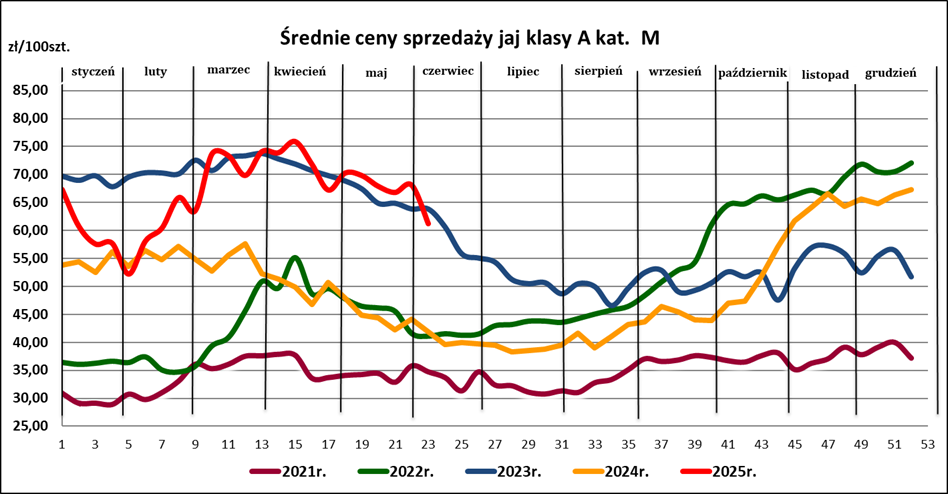 Średnie ceny sprzedaży jaj klasy A kat. M
zł/100szt.
styczeń luty marzec kwiecień maj czerwiec lipiec sierpień wrzesień październik listopad grudzień
85,00
80,00
75,00
70,00
65,00
60,00
55,00
50,00
45,00
40,00
35,00
30,00
25,00
1 3 5 7 9 11 13 15 17 19 21 23 25 27 29 31 33 35 37 39 41 43 45 47 49 51 53
2021r. 2022r. 2023r. 2024r. 2025r.